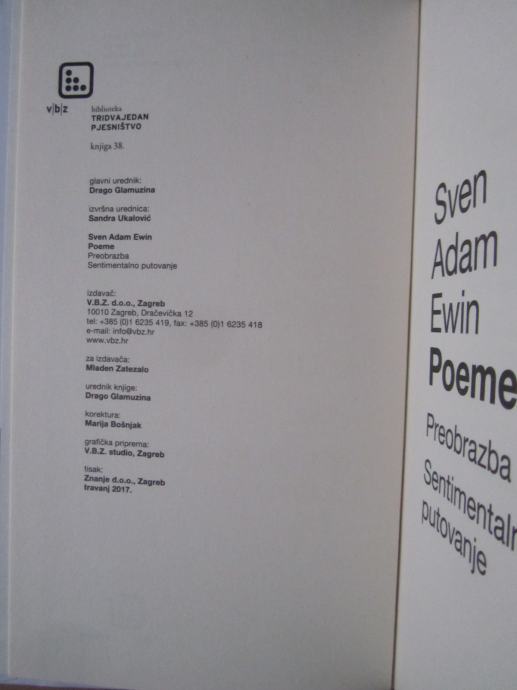 v|b|z
biblioteka
TRIDVAJEDAN
PJESNIŠTVO
knjiga 38.
glavni urednik:
Drago Glamuzina
izvršna urednica:
Sandra Ukalović
Sven Adam Ewin
Poeme
Preobrazba
Sentimentalno putovanje
izdavač:
V.B.Z. d.o.o., Zagreb
10010 Zagreb, Dračevička 12
tel: +385 (0)1 6235 419, fax: +385 (0)1 6235 418
e-mail: info@vbz.hr
www.vbz.hr
za izdavača:
Mladen Zatezalo
urednik knjige:
Drago Glamuzina
korektura:
Marija Bošnjak
grafička priprema:
V.B.Z. studio, Zagreb
tisak:
Znanje d.o.o., Zagreb
travanj 2017.
Sven
Adam
Ewin
Poeme
Preobrazba
Sentimentaln
putovanje